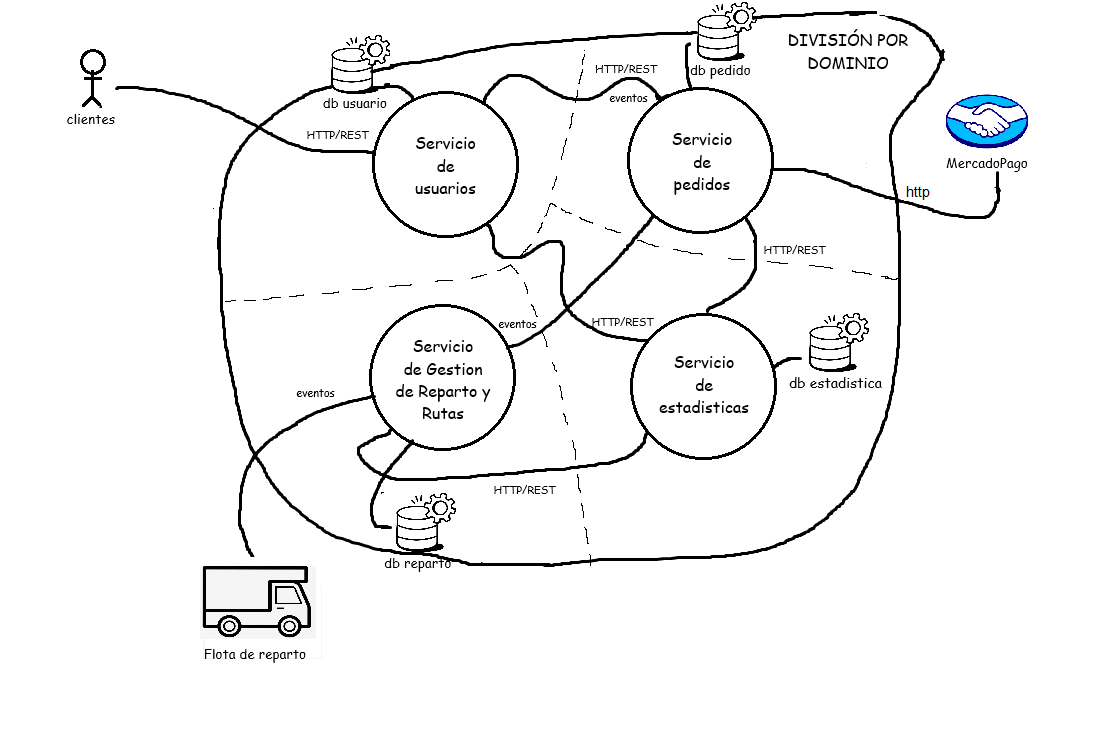 DIVISIÓN POR
DOMINIO
db pedido
HTTP/REST
eventos
db usuario
clientes
HTTP/REST
Servicio
de
usuarios
Servicio
de
pedidos
MercadoPago
http
HTTP/REST
eventos
HTTP/REST
Servicio
de Gestion
de Reparto y
Rutas
Servicio
de
estadisticas
db estadistica
eventos
HTTP/REST
db reparto
Flota de reparto